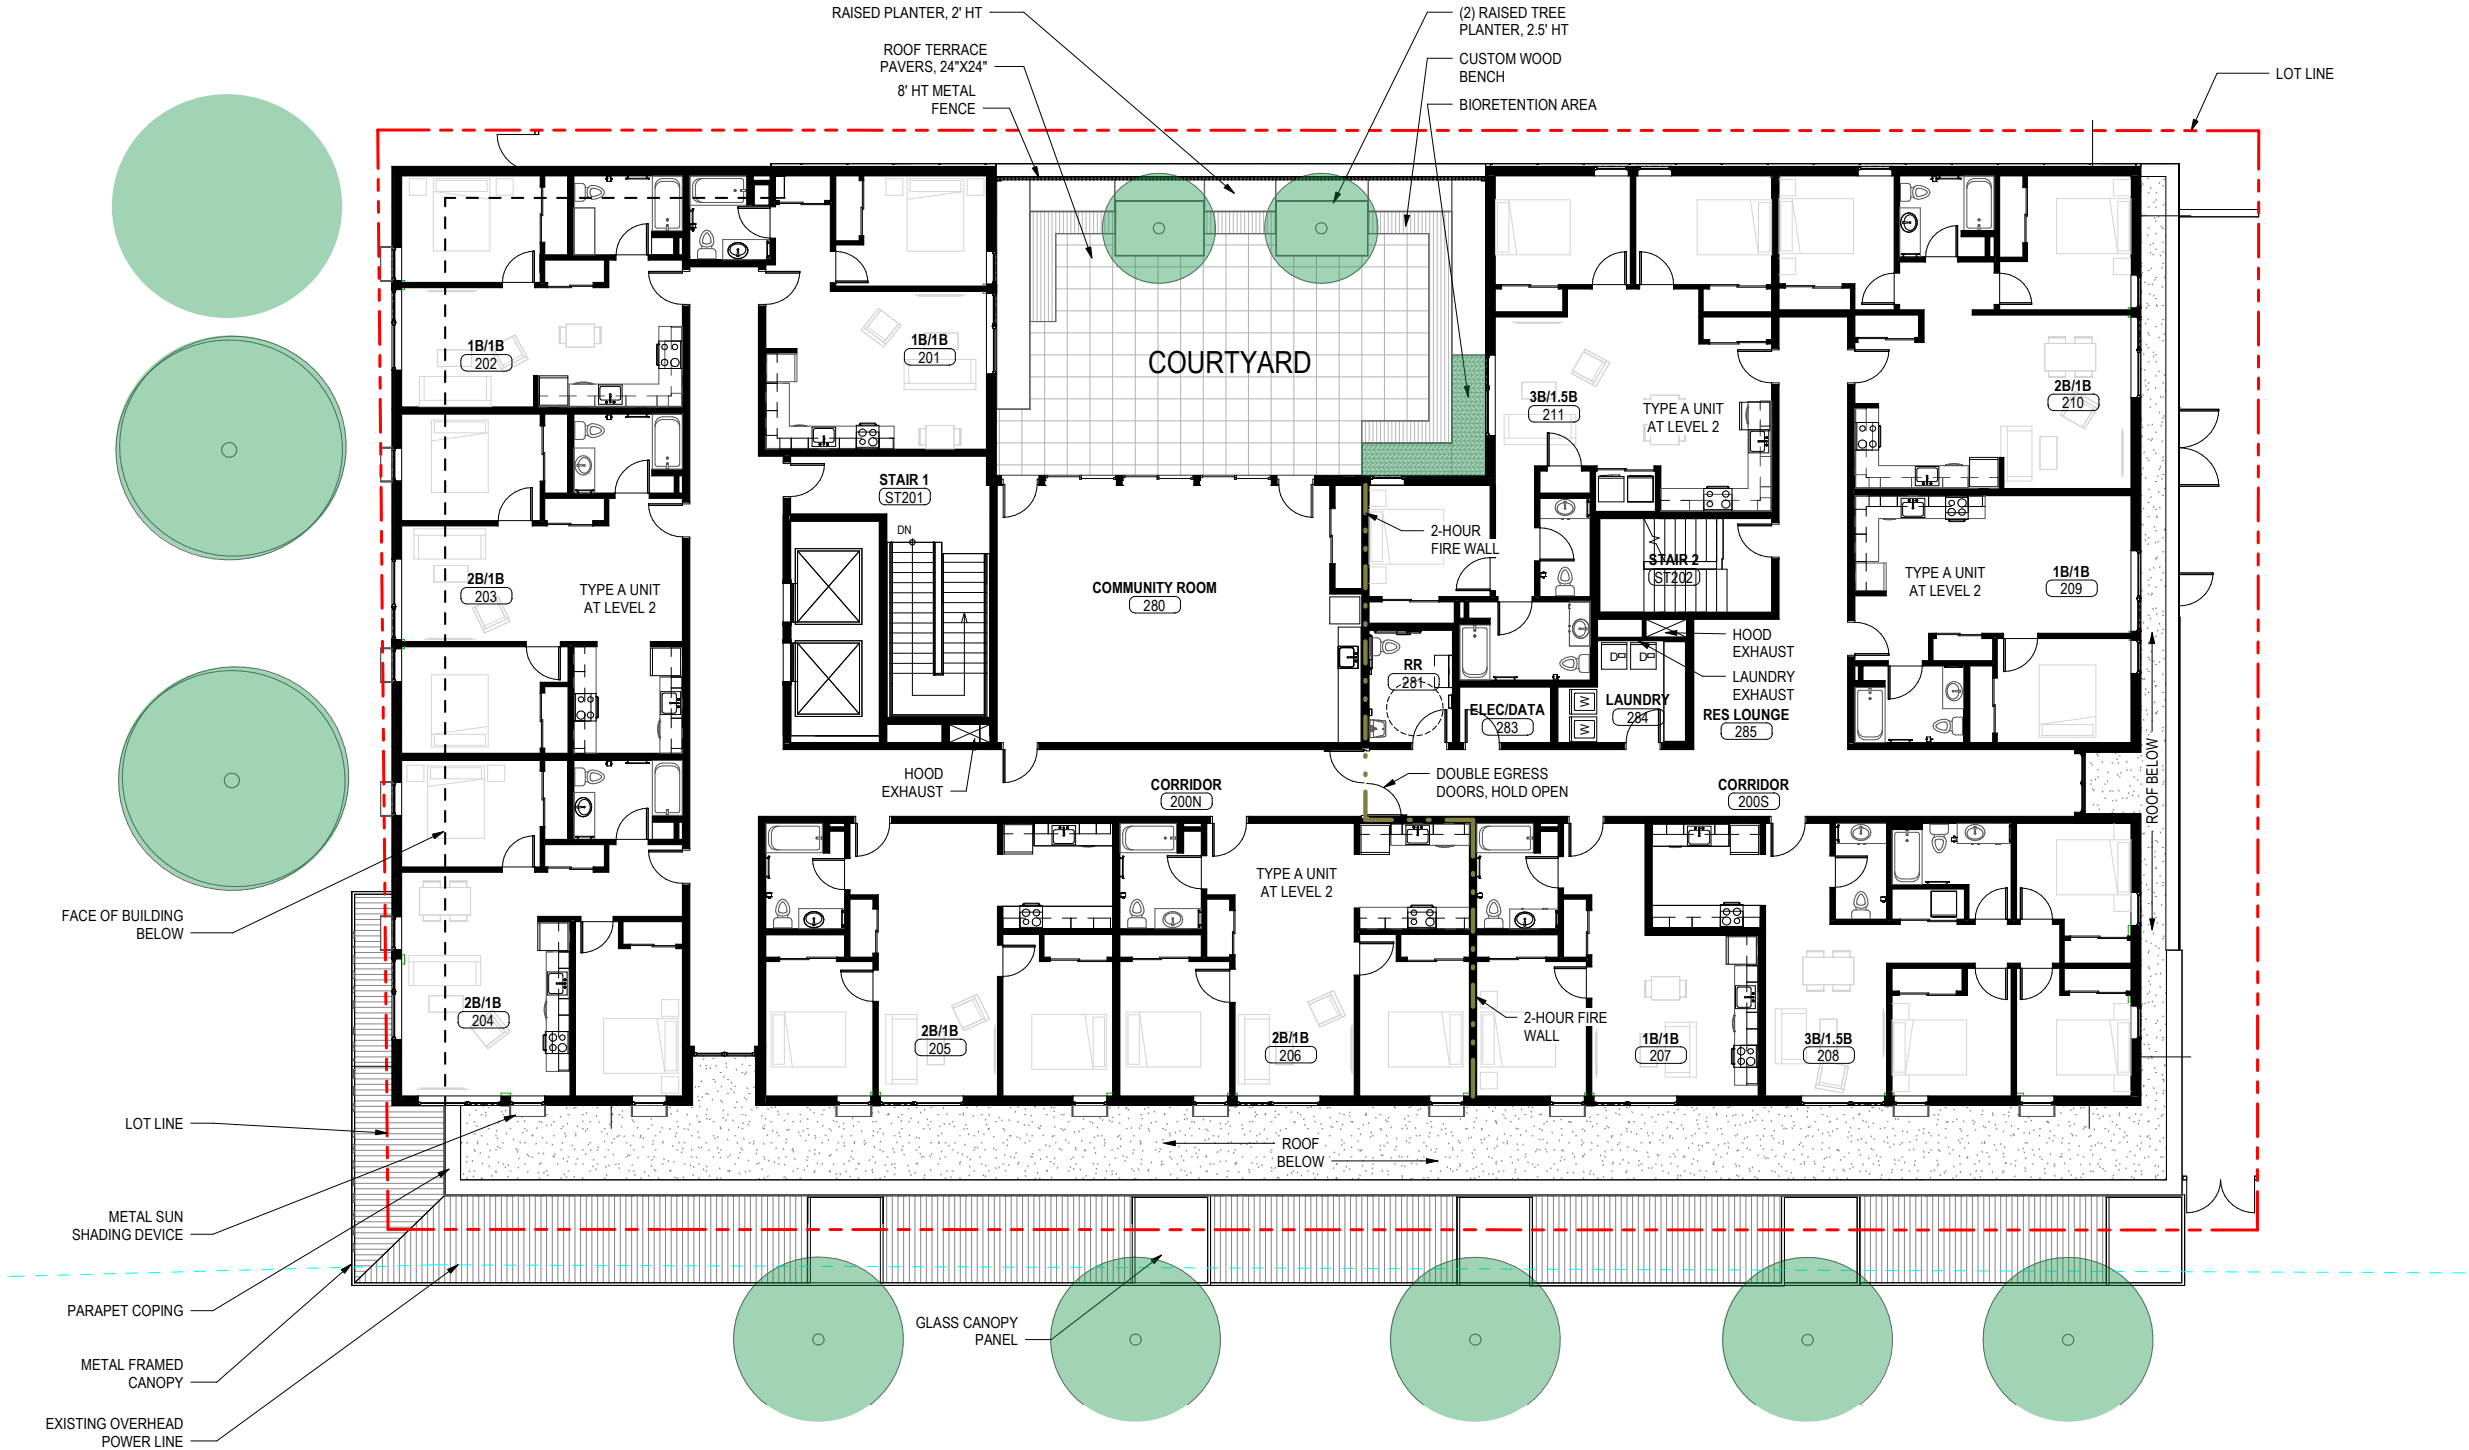 RAISED PLANTER, 2' HT
(2) RAISED TREE
PLANTER, 2.5' HT
ROOF TERRACE
PAVERS, 24"X24"
CUSTOM WOOD
BENCH
LOT LINE
8' HT METAL
FENCE
BIORETENTION AREA
1B/1B
202
1B/1B
201
COURTYARD
3B/1.5B
211
TYPE A UNIT
AT LEVEL 2
2B/1B
210
STAIR 1
ST201
DN
2-HOUR
FIRE WALL
STAIR 2
ST202
2B/1B
203
TYPE A UNIT
AT LEVEL 2
COMMUNITY ROOM
280
TYPE A UNIT
AT LEVEL 2
1B/1B
209
HOOD
EXHAUST
RR
281
D
D
LAUNDRY
EXHAUST
ELEC/DATA
283
W
W
LAUNDRY
284
RES LOUNGE
285
ROOF BELOW
HOOD
EXHAUST
CORRIDOR
200N
DOUBLE EGRESS
DOORS, HOLD OPEN
CORRIDOR
200S
TYPE A UNIT
AT LEVEL 2
FACE OF BUILDING
BELOW
2B/1B
204
2B/1B
205
2B/1B
206
2-HOUR FIRE
WALL
1B/1B
207
3B/1.5B
208
LOT LINE
ROOF
BELOW
METAL SUN
SHADING DEVICE
PARAPET COPING
GLASS CANOPY
PANEL
METAL FRAMED
CANOPY
EXISTING OVERHEAD
POWER LINE